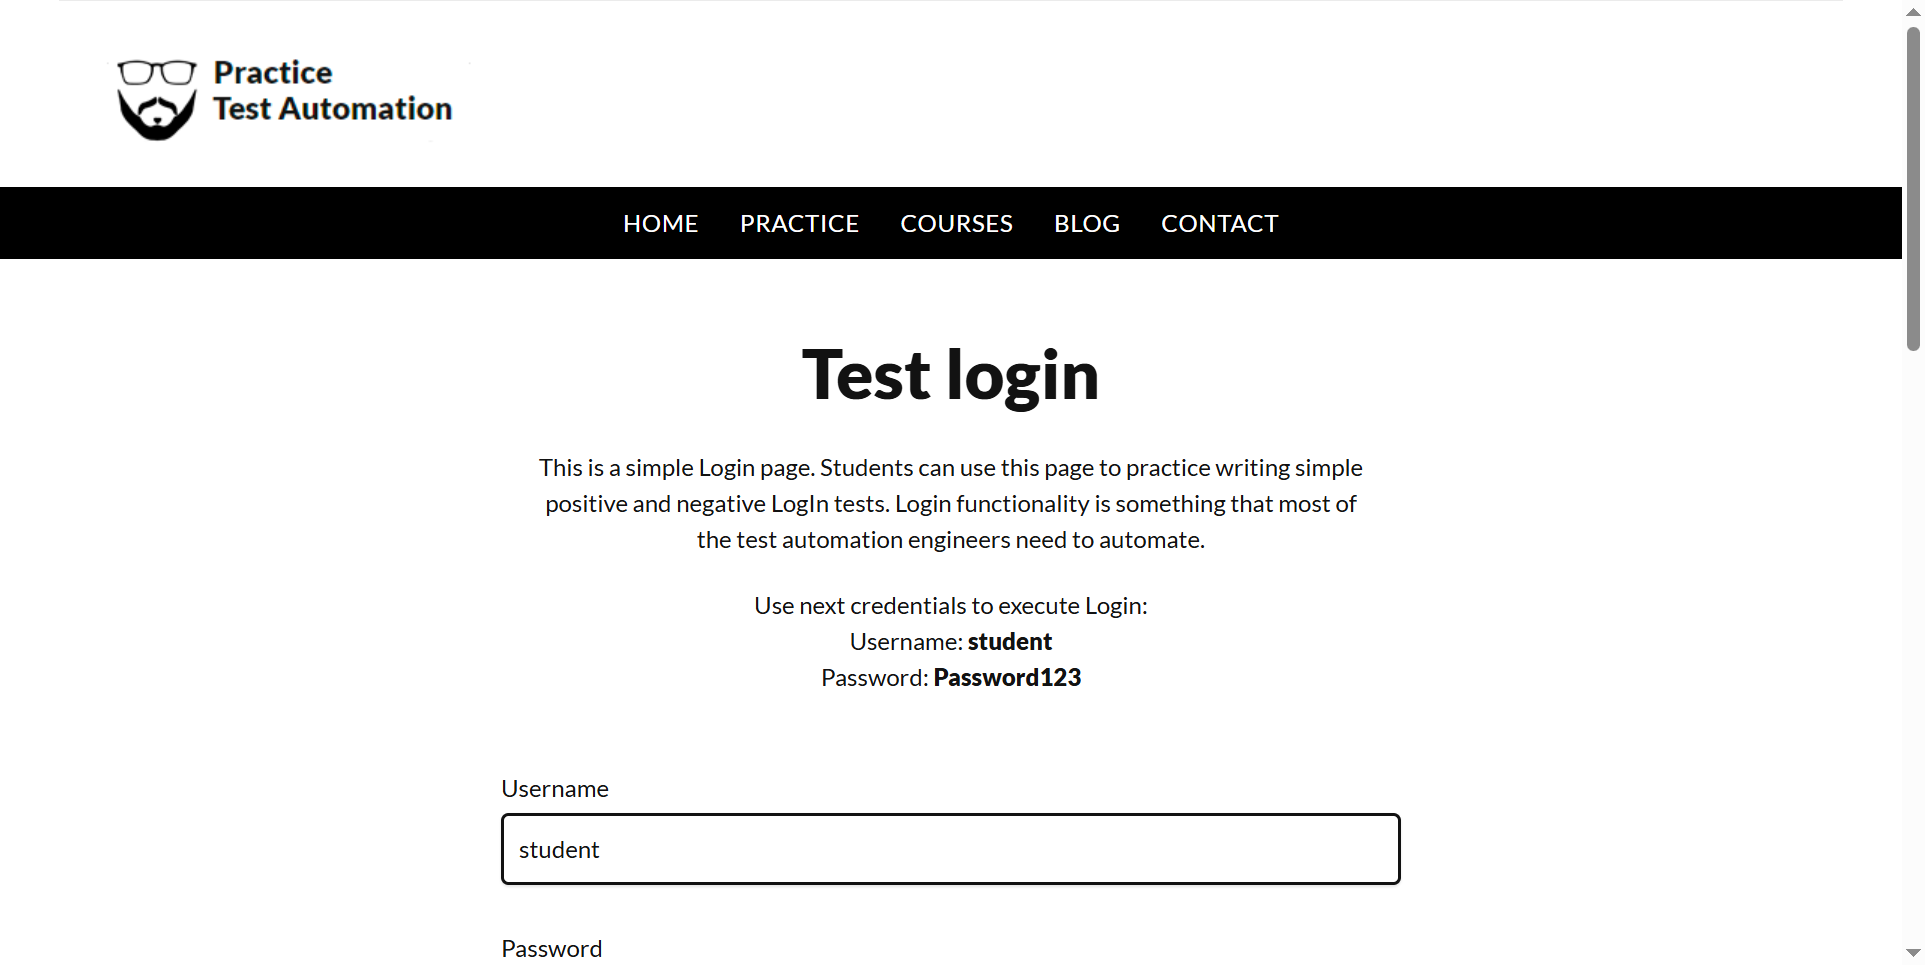 Practice
Test Automation
HOME PRACTICE COURSES BLOG CONTACT
Test login
This is a simple Login page. Students can use this page to practice writing simple
positive and negative LogIn tests. Login functionality is something that most of
the test automation engineers need to automate.
Use next credentials to execute Login:
Username: student
Password: Password123
Username
student
Password